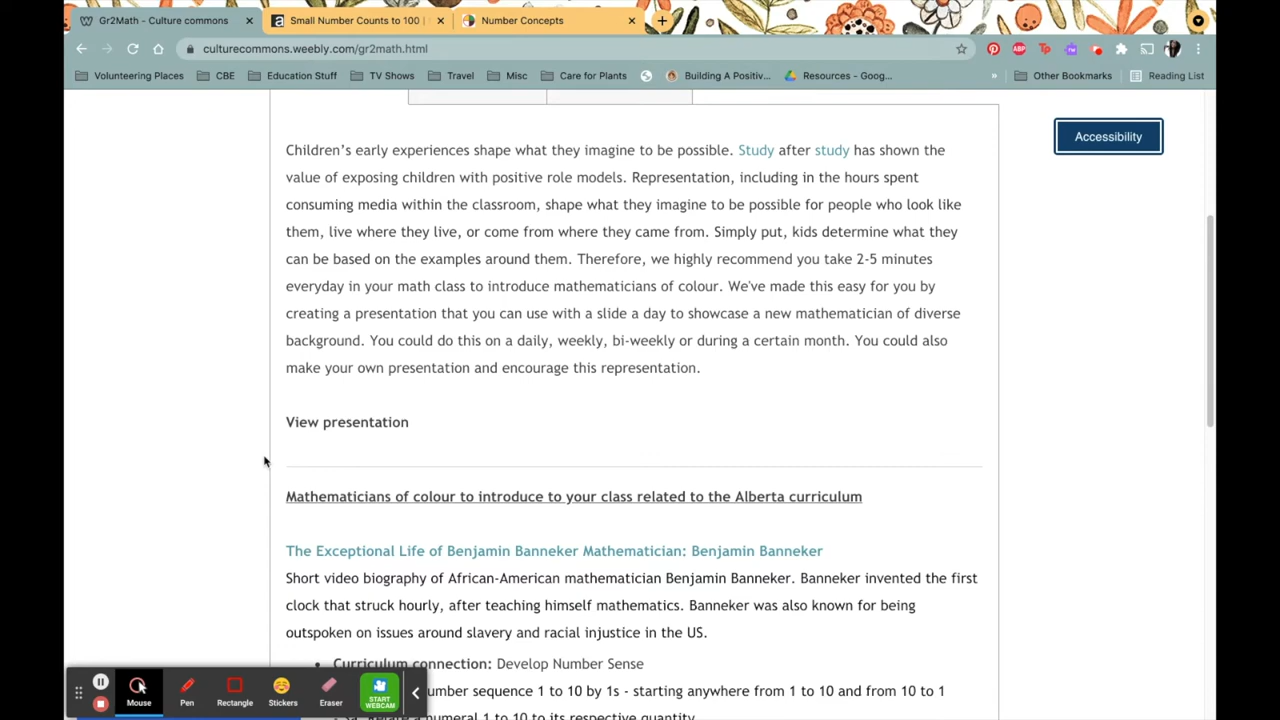 Gr2Math - Culture commons
Small Number Counts to 100 |
Number Concepts
culturecommons.weebly.com/gr2math.html
Volunteering Places CBE Education Stuff TV Shows Travel Misc Care for Plants Building A Positiv... Resources - Goog... » Other Bookmarks Reading List
Accessibility
Children's early experiences shape what they imagine to be possible. Study after study has shown the
value of exposing children with positive role models. Representation, including in the hours spent
consuming media within the classroom, shape what they imagine to be possible for people who look like
them, live where they live, or come from where they came from. Simply put, kids determine what they
can be based on the examples around them. Therefore, we highly recommend you take 2-5 minutes
everyday in your math class to introduce mathematicians of colour. We've made this easy for you by
creating a presentation that you can use with a slide a day to showcase a new mathematician of diverse
background. You could do this on a daily, weekly, bi-weekly or during a certain month. You could also
make your own presentation and encourage this representation.
View presentation
Mathematicians of colour to introduce to your class related to the Alberta curriculum
The Exceptional Life of Benjamin Banneker Mathematician: Benjamin Banneker
Short video biography of African-American mathematician Benjamin Banneker. Banneker invented the first
clock that struck hourly, after teaching himself mathematics. Banneker was also known for being
outspoken on issues around slavery and racial injustice in the US.
• Curriculum connection: Develop Number Sense
umber sequence 1 to 10 by 1s - starting anywhere from 1 to 10 and from 10 to 1
numeral 1 to 10 to its respective quantity
Mouse Pen Rectangle Stickers Eraser START WEBCAM